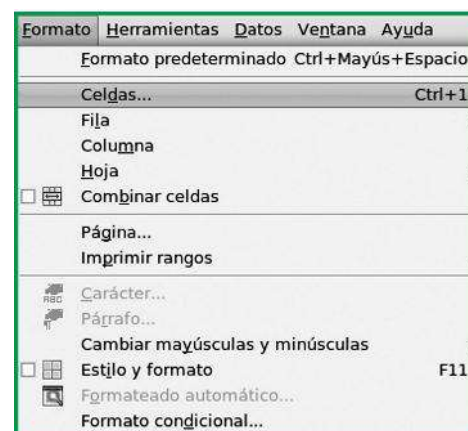 Formato Herramientas Datos Ventana Ayuda
Formato predeterminado Ctrl+Mayús+Espacio
Celdas... Ctrl+1
Fila
Columna
Hoja
Combinar celdas
Página...
Imprimir rangos
ABC Carácter...
Párrafo...
Cambiar mayúsculas y minúsculas
Estilo y formato F11
Formateado automático...
Formato condicional...